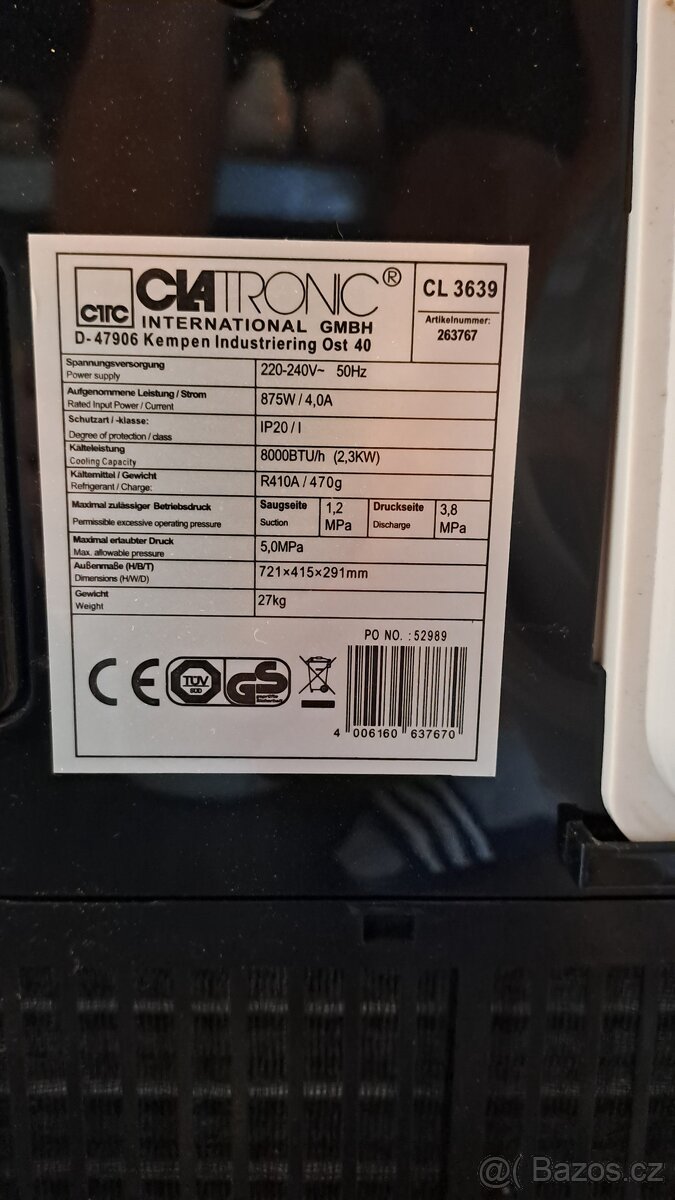 CTC CLATRONIC® CL 3639
INTERNATIONAL GMBH
D- 47906 Kempen Industriering Ost 40
Artikelnummer:
263767
Spannungsversorgung
Power supply
220-240V~ 50Hz
Aufgenommene Leistung / Strom
Rated Input Power / Current
875W / 4,0A
Schutzart / -klasse:
Degree of protection / class
IP20 / I
Kälteleistung
Cooling Capacity
8000BTU/h (2,3KW)
Kältemittel / Gewicht
Refrigerant / Charge:
R410A / 470g
Maximal zulässiger Betriebsdruck
Permissible excessive operating pressure
Saugseite
Suction
1,2
MPa
Druckseite
Discharge
3,8
MPa
Maximal erlaubter Druck
Max. allowable pressure
5,0MPa
Außenmaße (H/B/T)
Dimensions (H/W/D)
721×415×291mm
Gewicht
Weight
27kg
PO NO. : 52989
CE
TÜV
SÜD
GS
geprüfte
Sicherheit
4 006160 637670
@( Bazos.cz